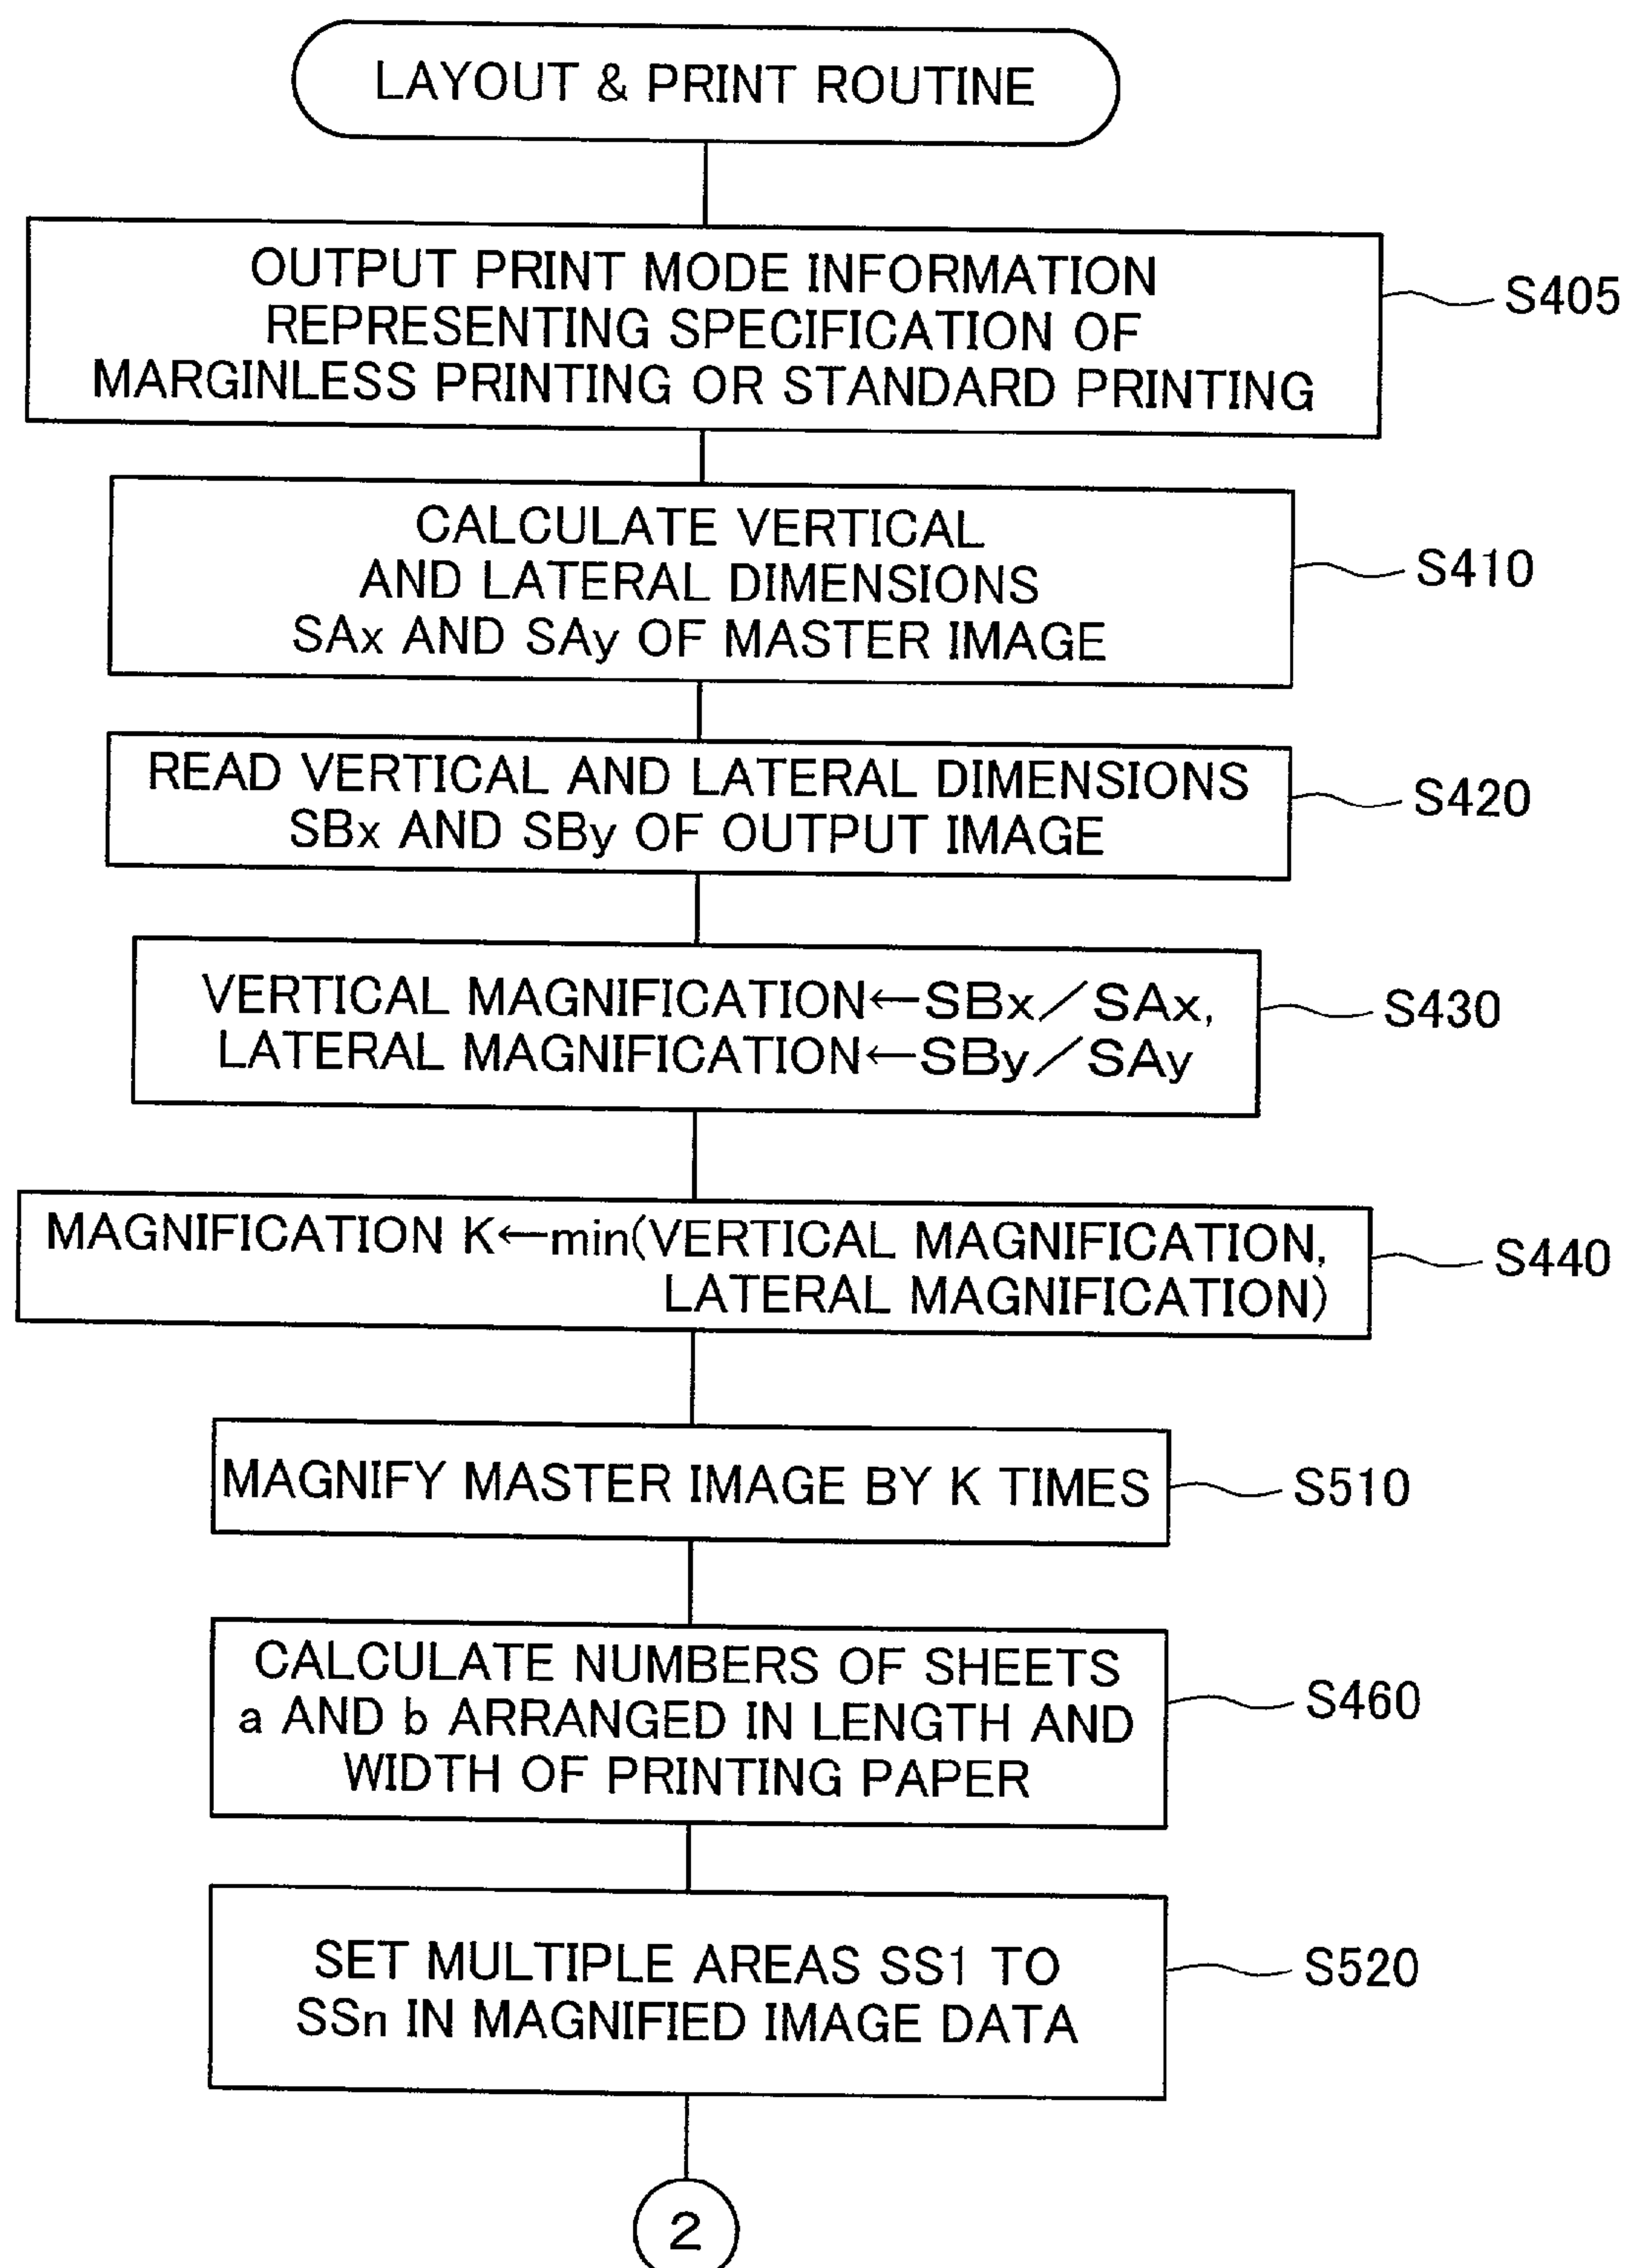 LAYOUT & PRINT ROUTINE
OUTPUT PRINT MODE INFORMATION
REPRESENTING SPECIFICATION OF
MARGINLESS PRINTING OR STANDARD PRINTING
S405
CALCULATE VERTICAL
AND LATERAL DIMENSIONS
SAx AND SAy OF MASTER IMAGE
S410
READ VERTICAL AND LATERAL DIMENSIONS
SBx AND SBy OF OUTPUT IMAGE
S420
VERTICAL MAGNIFICATION←SBx／SAx,
LATERAL MAGNIFICATION←SBy／SAy
S430
MAGNIFICATION K←min(VERTICAL MAGNIFICATION,
LATERAL MAGNIFICATION)
S440
MAGNIFY MASTER IMAGE BY K TIMES
S510
CALCULATE NUMBERS OF SHEETS
a AND b ARRANGED IN LENGTH AND
WIDTH OF PRINTING PAPER
S460
SET MULTIPLE AREAS SS1 TO
SSn IN MAGNIFIED IMAGE DATA
S520
2